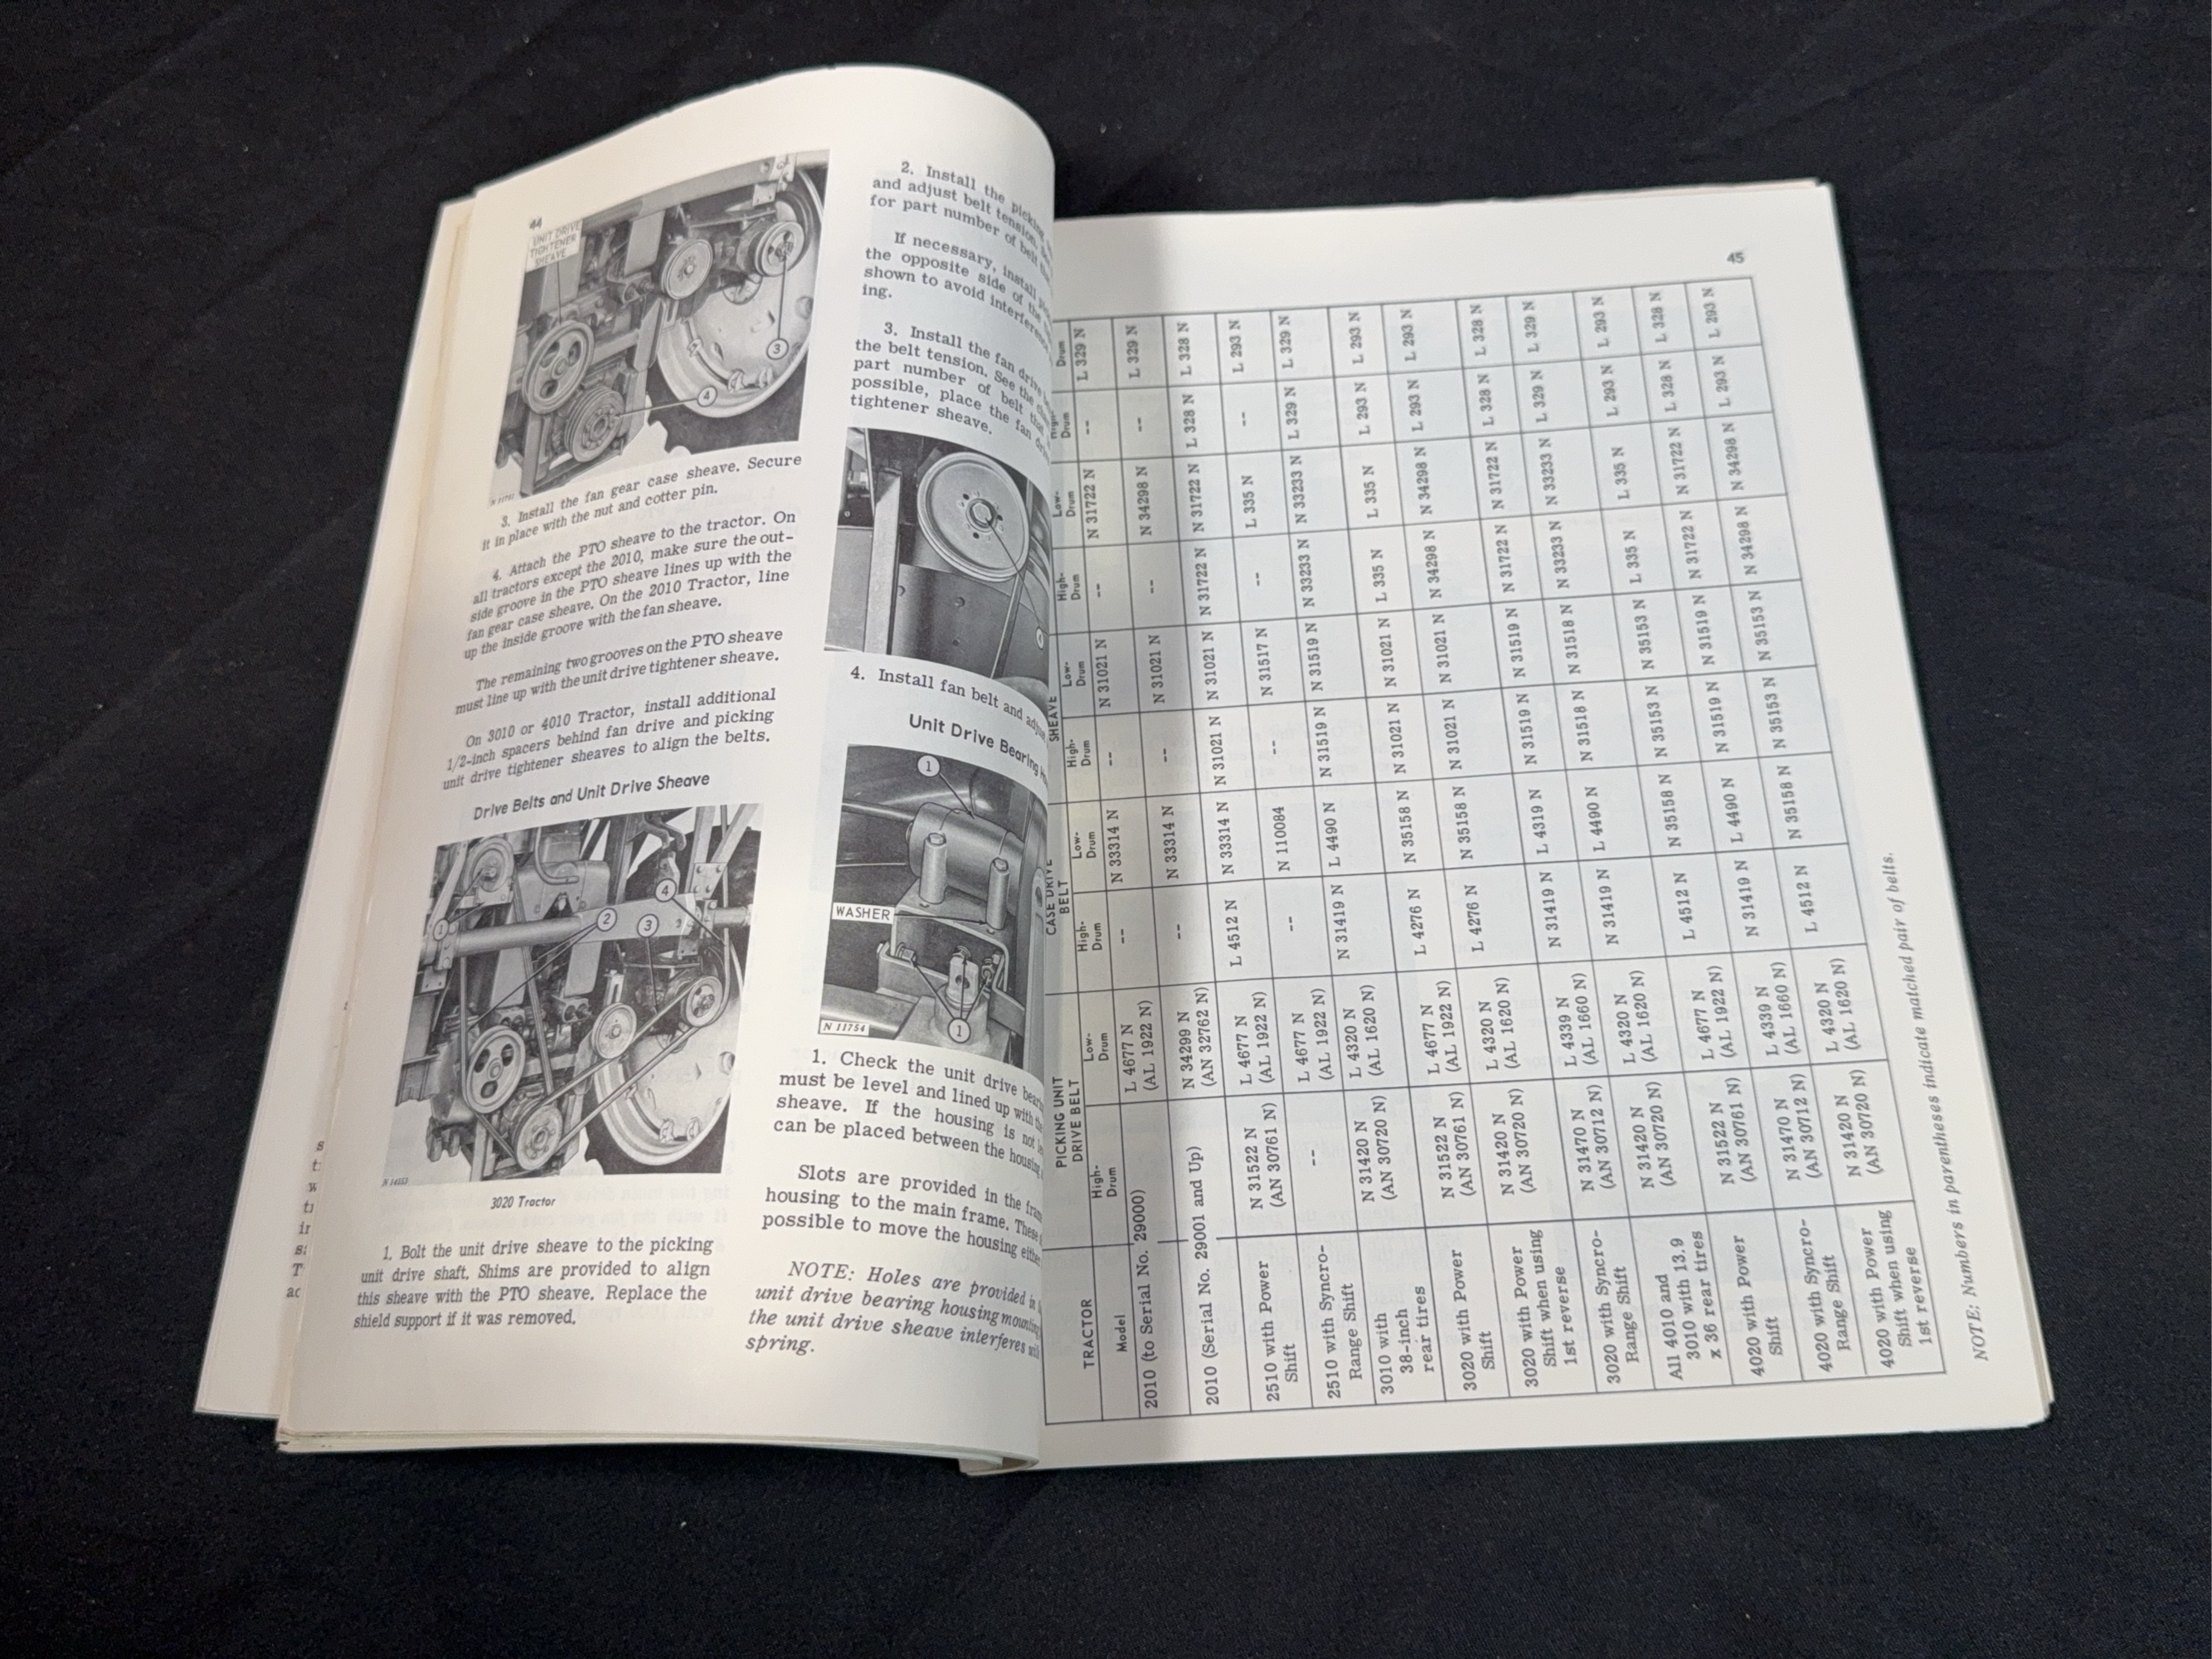 44
UNIT DRIVE
TIGHTENER
SHEAVE
3
4
N 11751
3. Install the fan gear case sheave. Secure
it in place with the nut and cotter pin.
4. Attach the PTO sheave to the tractor. On
all tractors except the 2010, make sure the out-
side groove in the PTO sheave lines up with the
fan gear case sheave. On the 2010 Tractor, line
up the inside groove with the fan sheave.
The remaining two grooves on the PTO sheave
must line up with the unit drive tightener sheave.
On 3010 or 4010 Tractor, install additional
1/2-inch spacers behind fan drive and picking
unit drive tightener sheaves to align the belts.
Drive Belts and Unit Drive Sheave
1
2
3
4
3020 Tractor
1. Bolt the unit drive sheave to the picking
unit drive shaft. Shims are provided to align
this sheave with the PTO sheave. Replace the
shield support if it was removed.
2. Install the picking
and adjust belt tension.
for part number of belt
If necessary, install
the opposite side of the
shown to avoid interference
ing.
3. Install the fan drive
the belt tension. See the
part number of belt that
possible, place the fan drive
tightener sheave.
4. Install fan belt and adjust
Unit Drive Bearing
1
WASHER
1
N 11754
1. Check the unit drive
must be level and lined up with the
sheave. If the housing is not
can be placed between the housing
Slots are provided in the
housing to the main frame. These
possible to move the housing
NOTE: Holes are provided in
unit drive bearing housing
the unit drive sheave interferes
spring.
45
TRACTOR PICKING UNIT DRIVE BELT CASE DRIVE BELT SHEAVE
Model High-Drum Low-Drum High-Drum Low-Drum High-Drum Low-Drum High-Drum Low-Drum High-Drum Drum
2010 (to Serial No. 29000) L 4677 N (AL 1922 N) -- N 33314 N -- N 31021 N -- N 31722 N -- L 329 N
2010 (Serial No. 29001 and Up) N 34299 N (AN 32762 N) -- N 33314 N -- N 31021 N -- N 34298 N -- L 329 N
2510 with Power Shift N 31522 N (AN 30761 N) L 4677 N (AL 1922 N) L 4512 N N 33314 N N 31021 N N 31021 N N 31722 N N 31722 N L 328 N L 328 N
2510 with Syncro-Range Shift -- L 4677 N (AL 1922 N) -- N 110084 -- N 31517 N -- L 335 N -- L 293 N
3010 with 38-inch rear tires N 31420 N (AN 30720 N) L 4320 N (AL 1620 N) N 31419 N L 4490 N N 31519 N N 31519 N N 33233 N N 33233 N L 329 N L 329 N
3020 with Power Shift N 31522 N (AN 30761 N) L 4677 N (AL 1922 N) L 4276 N N 35158 N N 31021 N N 31021 N L 335 N L 335 N L 293 N L 293 N
3020 with Power Shift when using 1st reverse N 31420 N (AN 30720 N) L 4320 N (AL 1620 N) L 4276 N N 35158 N N 31021 N N 31021 N N 34298 N N 34298 N L 293 N L 293 N
3020 with Syncro-Range Shift N 31470 N (AN 30712 N) L 4339 N (AL 1660 N) N 31419 N L 4319 N N 31519 N N 31519 N N 31722 N N 31722 N L 328 N L 328 N
All 4010 and 3010 with 13.9 x 36 rear tires N 31420 N (AN 30720 N) L 4320 N (AL 1620 N) N 31419 N L 4490 N N 31518 N N 31518 N N 33233 N N 33233 N L 329 N L 329 N
4020 with Power Shift N 31522 N (AN 30761 N) L 4677 N (AL 1922 N) L 4512 N N 35158 N N 35153 N N 35153 N L 335 N L 335 N L 293 N L 293 N
4020 with Syncro-Range Shift N 31470 N (AN 30712 N) L 4339 N (AL 1660 N) N 31419 N L 4490 N N 31519 N N 31519 N N 31722 N N 31722 N L 328 N L 328 N
4020 with Power Shift when using 1st reverse N 31420 N (AN 30720 N) L 4320 N (AL 1620 N) L 4512 N N 35158 N N 35153 N N 35153 N N 34298 N N 34298 N L 293 N L 293 N
NOTE: Numbers in parentheses indicate matched pair of belts.